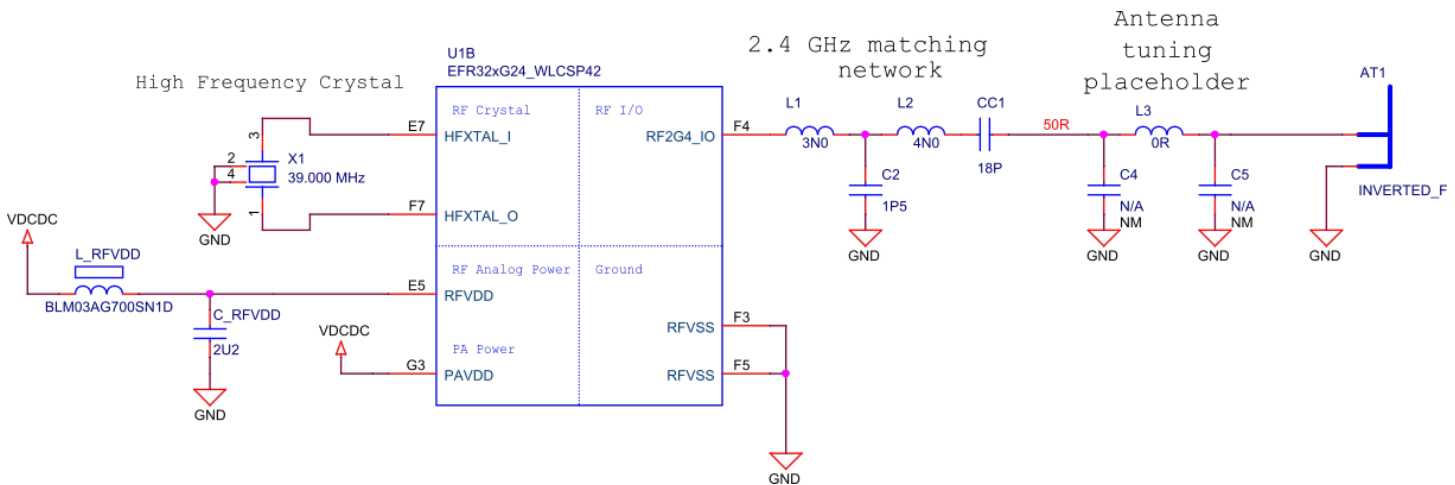 High Frequency Crystal
U1B
EFR32xG24_WLCSP42
2.4 GHz matching
network
Antenna
tuning
placeholder
AT1
RF Crystal
RF I/O
HFXTAL_I
E7
HFXTAL_O
F7
RF2G4_IO
F4
3
2
4
1
X1
39.000 MHz
GND
L1
3N0
L2
4N0
CC1
18P
C2
1P5
GND
50R
L3
0R
C4
N/A
NM
GND
C5
N/A
NM
GND
INVERTED_F
GND
VDCDC
L_RFVDD
BLM03AG700SN1D
C_RFVDD
2U2
GND
RF Analog Power
Ground
E5
RFVDD
VDCDC
PA Power
G3
PAVDD
RFVSS
F3
RFVSS
F5
GND